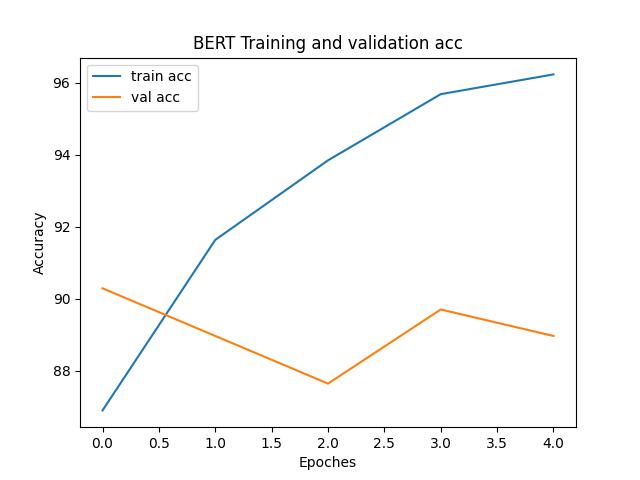 BERT Training and validation acc
train acc
val acc
Accuracy
96
94
92
90
88
0.0 0.5 1.0 1.5 2.0 2.5 3.0 3.5 4.0
Epoches